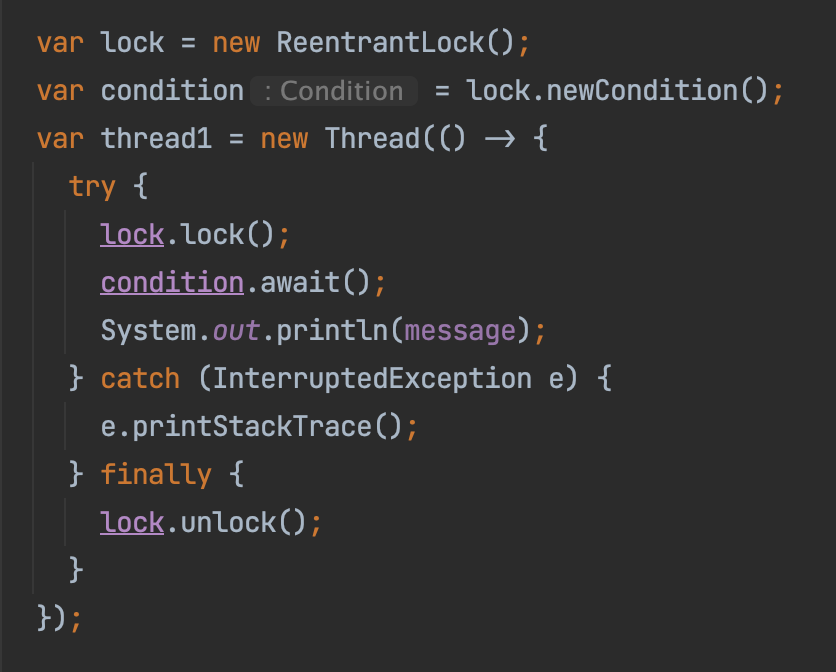 var lock = new ReentrantLock();
var condition : Condition = lock.newCondition();
var thread1 = new Thread(() -> {
try {
lock.lock();
condition.await();
System.out.println(message);
} catch (InterruptedException e) {
e.printStackTrace();
} finally {
lock.unlock();
}
});